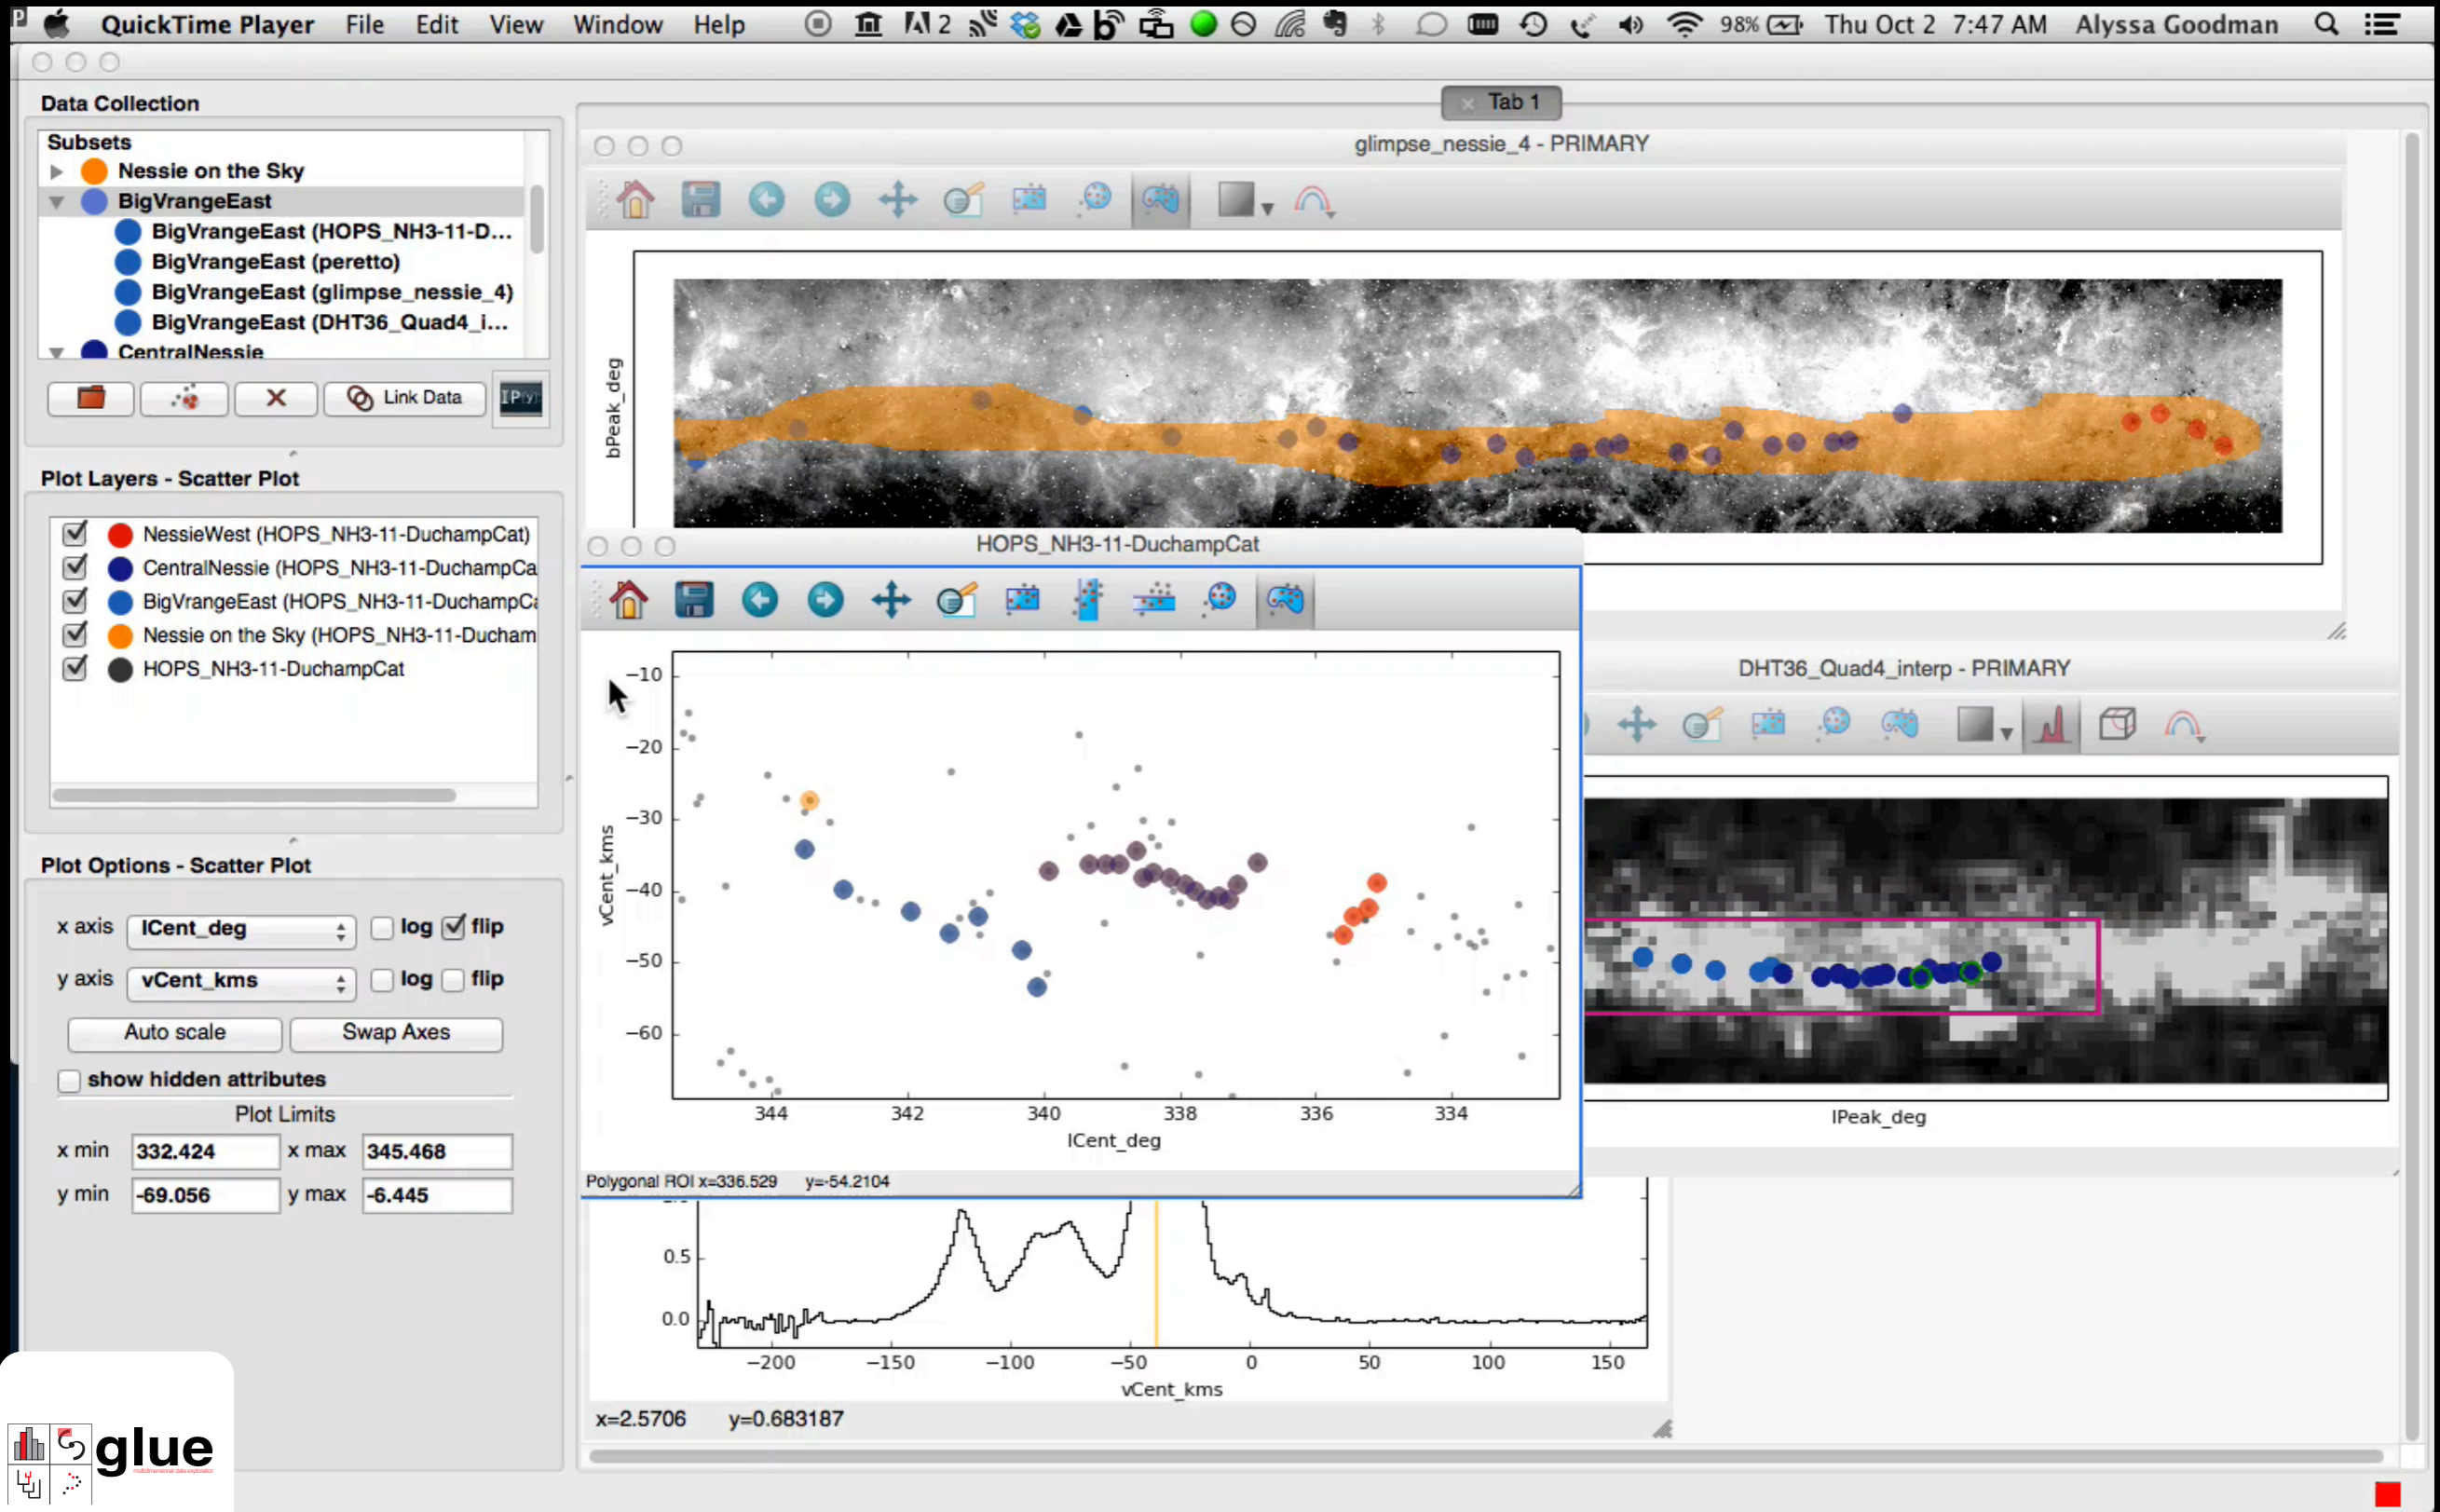 P QuickTime Player File Edit View Window Help 2 98% Thu Oct 2 7:47 AM Alyssa Goodman
Data Collection
Subsets
Nessie on the Sky
BigVrangeEast
BigVrangeEast (HOPS_NH3-11-D...
BigVrangeEast (peretto)
BigVrangeEast (glimpse_nessie_4)
BigVrangeEast (DHT36_Quad4_i...
CentralNessie
Link Data IP(y):
Plot Layers - Scatter Plot
NessieWest (HOPS_NH3-11-DuchampCat)
CentralNessie (HOPS_NH3-11-DuchampCa
BigVrangeEast (HOPS_NH3-11-DuchampCa
Nessie on the Sky (HOPS_NH3-11-Ducham
HOPS_NH3-11-DuchampCat
Plot Options - Scatter Plot
x axis lCent_deg log flip
y axis vCent_kms log flip
Auto scale Swap Axes
show hidden attributes
Plot Limits
x min 332.424 x max 345.468
y min -69.056 y max -6.445
glue
multidimensional data exploration
Tab 1
glimpse_nessie_4 - PRIMARY
bPeak_deg
HOPS_NH3-11-DuchampCat
−10
−20
−30
−40
−50
−60
vCent_kms
344 342 340 338 336 334
lCent_deg
Polygonal ROI x=336.529 y=-54.2104
DHT36_Quad4_interp - PRIMARY
lPeak_deg
0.5
0.0
−200 −150 −100 −50 0 50 100 150
vCent_kms
x=2.5706 y=0.683187